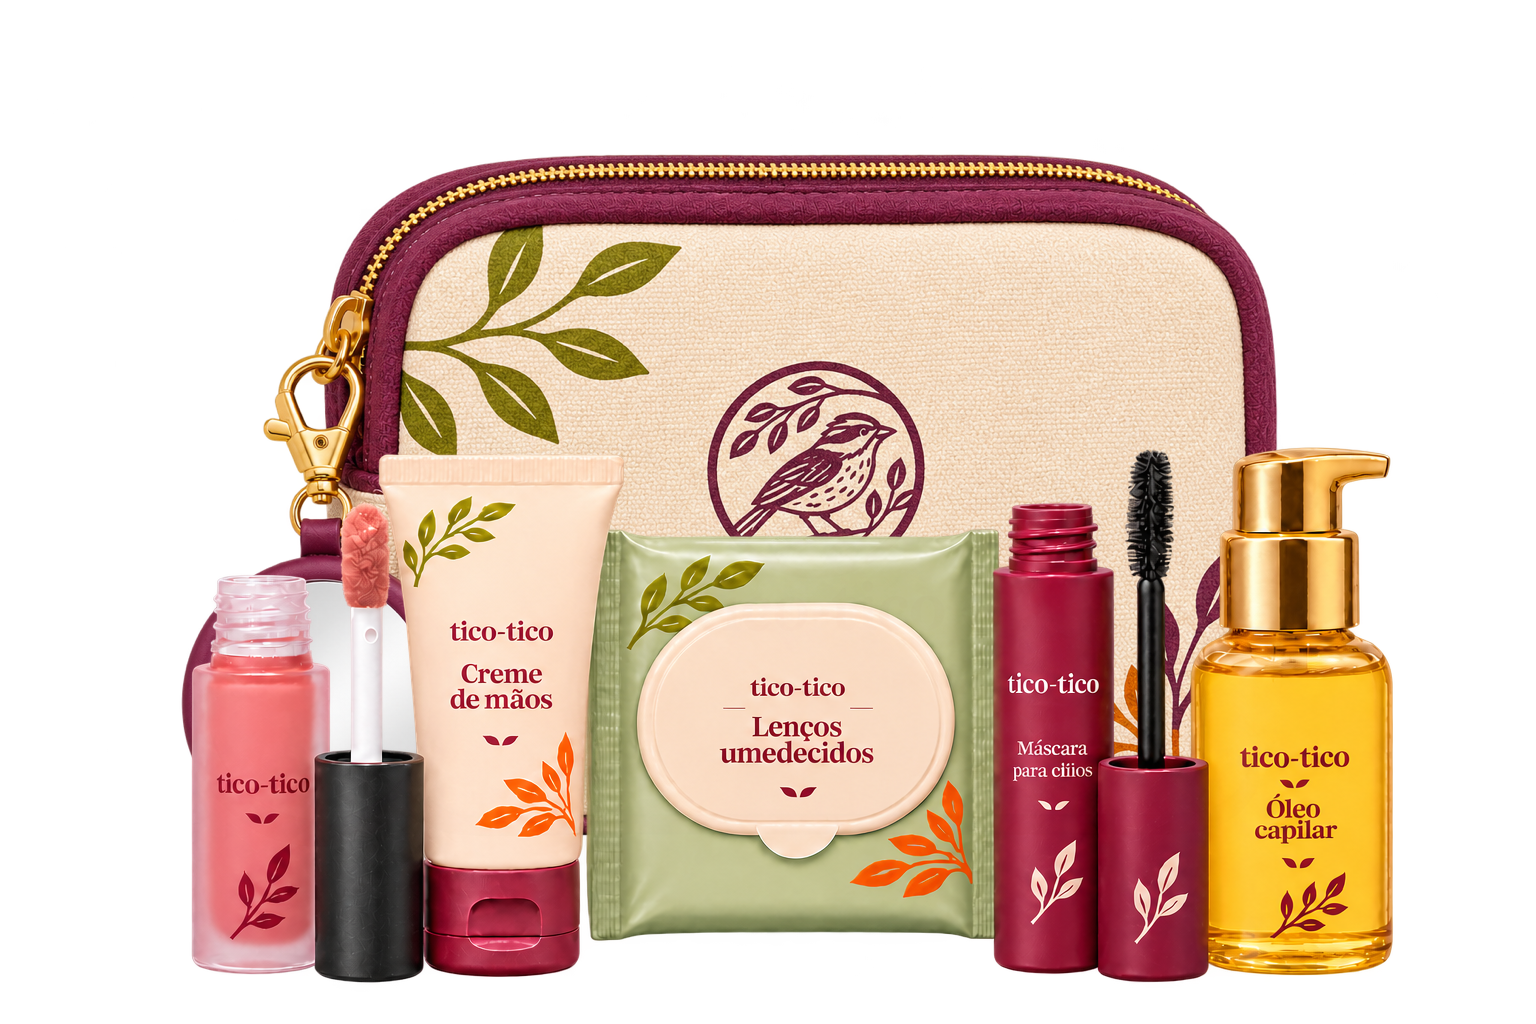 tico-tico
tico-tico
Creme
de mãos
tico-tico
Lenços
umedecidos
tico-tico
Máscara
para cílios
tico-tico
Óleo
capilar